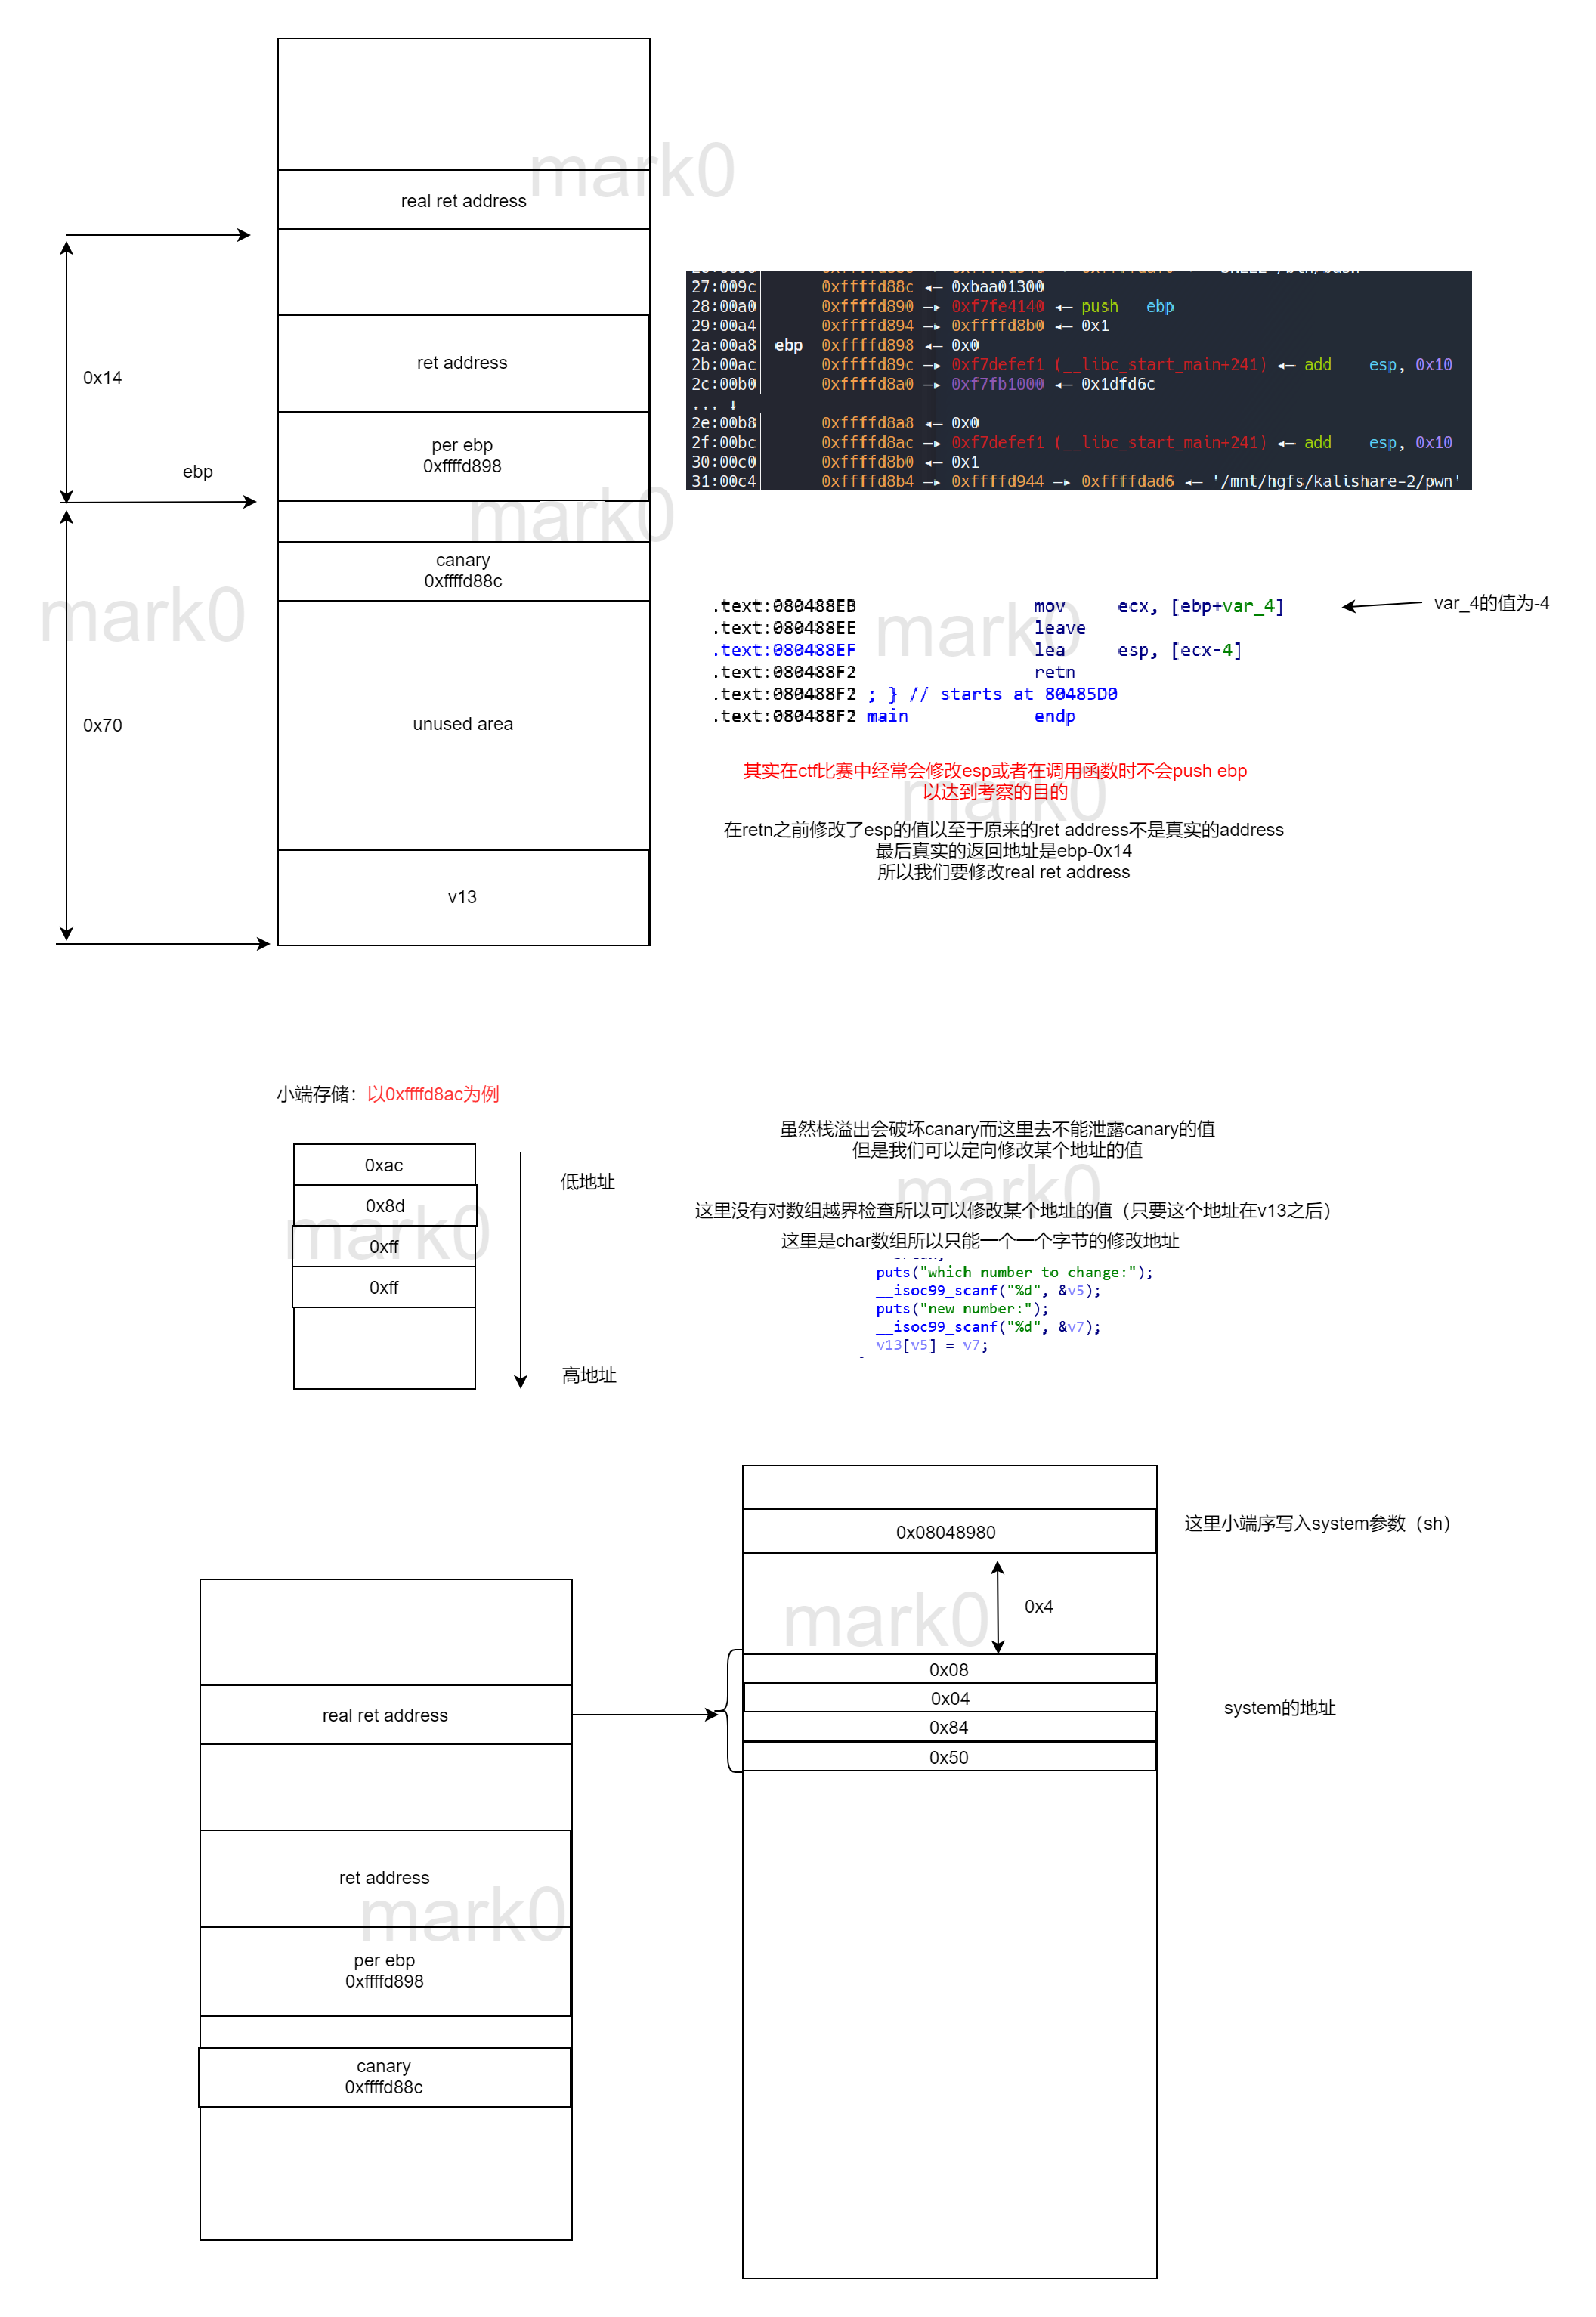 real ret address
0x14
ret address
per ebp
0xffffd898
ebp
canary
0xffffd88c
0x70
unused area
v13
27:009c 0xffffd88c ◂— 0xbaa01300
28:00a0 0xffffd890 —▸ 0xf7fe4140 ◂— push ebp
29:00a4 0xffffd894 —▸ 0xffffd8b0 ◂— 0x1
2a:00a8 ebp 0xffffd898 ◂— 0x0
2b:00ac 0xffffd89c —▸ 0xf7defef1 (__libc_start_main+241) ◂— add esp, 0x10
2c:00b0 0xffffd8a0 —▸ 0xf7fb1000 ◂— 0x1dfd6c
... ↓
2e:00b8 0xffffd8a8 ◂— 0x0
2f:00bc 0xffffd8ac —▸ 0xf7defef1 (__libc_start_main+241) ◂— add esp, 0x10
30:00c0 0xffffd8b0 ◂— 0x1
31:00c4 0xffffd8b4 —▸ 0xffffd944 —▸ 0xffffdad6 ◂— '/mnt/hgfs/kalishare-2/pwn'
.text:080488EB mov ecx, [ebp+var_4]
var_4的值为-4
.text:080488EE leave
.text:080488EF lea esp, [ecx-4]
.text:080488F2 retn
.text:080488F2 ; } // starts at 80485D0
.text:080488F2 main endp
其实在ctf比赛中经常会修改esp或者在调用函数时不会push ebp
以达到考察的目的
在retn之前修改了esp的值以至于原来的ret address不是真实的address
最后真实的返回地址是ebp-0x14
所以我们要修改real ret address
小端存储：以0xffffd8ac为例
0xac
0x8d
0xff
0xff
低地址
高地址
虽然栈溢出会破坏canary而这里去不能泄露canary的值
但是我们可以定向修改某个地址的值
这里没有对数组越界检查所以可以修改某个地址的值（只要这个地址在v13之后）
这里是char数组所以只能一个一个字节的修改地址
puts("which number to change:");
__isoc99_scanf("%d", &v5);
puts("new number:");
__isoc99_scanf("%d", &v7);
v13[v5] = v7;
0x08048980
这里小端序写入system参数（sh）
0x4
0x08
0x04
0x84
0x50
system的地址
real ret address
ret address
per ebp
0xffffd898
canary
0xffffd88c
mark0
mark0
mark0
mark0
mark0
mark0
mark0
mark0
mark0